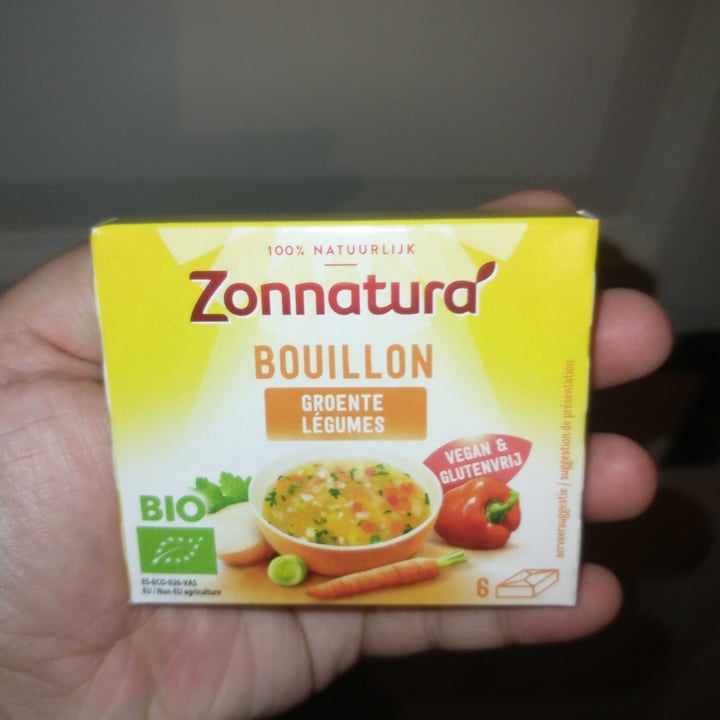 100% NATUURLIJK
Zonnatura
BOUILLON
GROENTE
LÉGUMES
VEGAN &
GLUTENVRIJ
BIO
ES-ECO-026-VAS
EU / Non-EU agriculture
6
serveersuggestie / suggestion de présentation